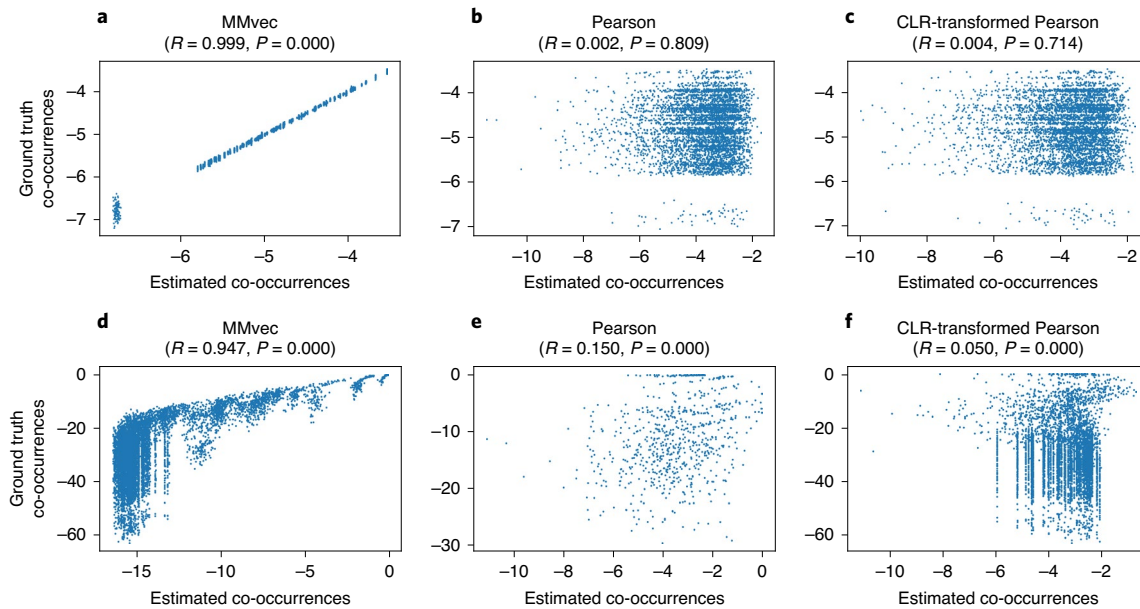 a
MMvec
(R = 0.999, P = 0.000)
Ground truth
co-occurrences
−4
−5
−6
−7
−6
−5
−4
Estimated co-occurrences
b
Pearson
(R = 0.002, P = 0.809)
−4
−5
−6
−7
−10
−8
−6
−4
−2
Estimated co-occurrences
c
CLR-transformed Pearson
(R = 0.004, P = 0.714)
−4
−5
−6
−7
−10
−8
−6
−4
−2
Estimated co-occurrences
d
MMvec
(R = 0.947, P = 0.000)
Ground truth
co-occurrences
0
−20
−40
−60
−15
−10
−5
0
Estimated co-occurrences
e
Pearson
(R = 0.150, P = 0.000)
0
−10
−20
−30
−10
−8
−6
−4
−2
0
Estimated co-occurrences
f
CLR-transformed Pearson
(R = 0.050, P = 0.000)
0
−20
−40
−60
−10
−8
−6
−4
−2
Estimated co-occurrences